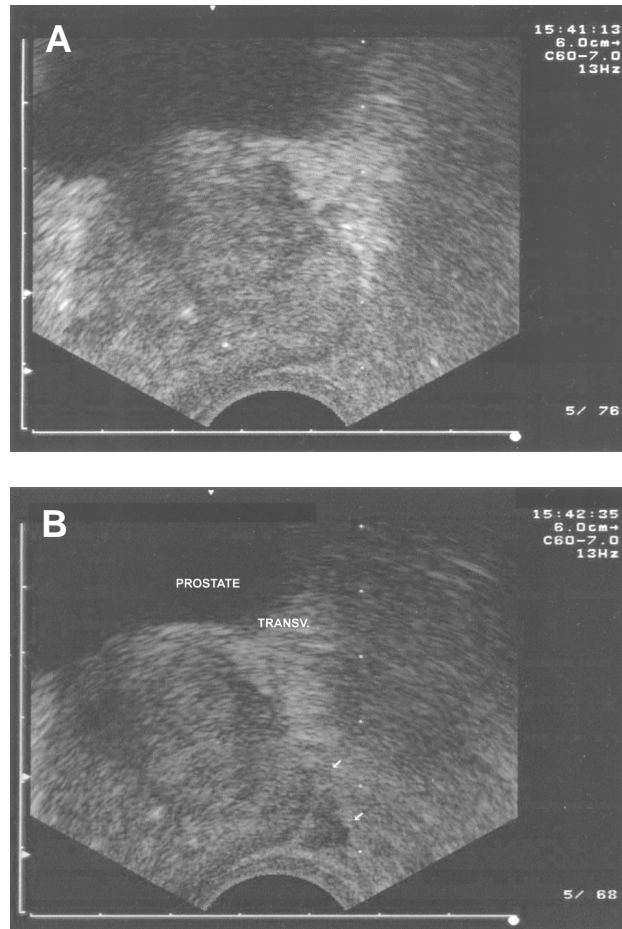 A
15:41:13
6.0cm→
C60-7.0
13Hz
5/ 76
B
15:42:35
6.0cm→
C60-7.0
13Hz
PROSTATE
TRANSV.
5/ 68